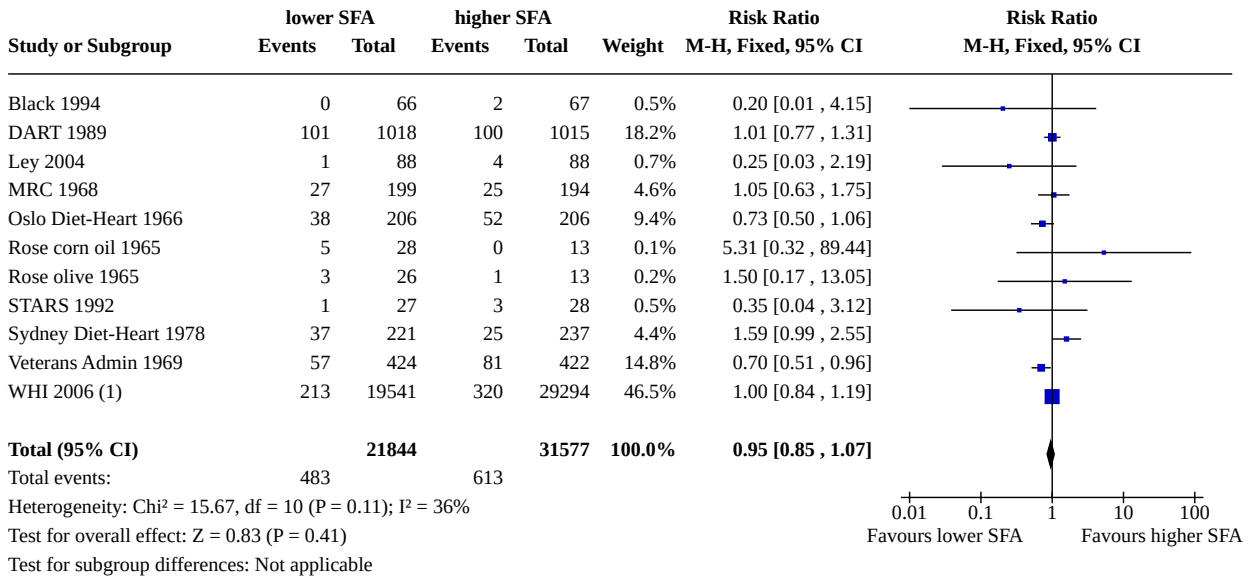 lower SFA higher SFA Risk Ratio Risk Ratio
Study or Subgroup Events Total Events Total Weight M-H, Fixed, 95% CI M-H, Fixed, 95% CI
Black 1994 0 66 2 67 0.5% 0.20 [0.01 , 4.15]
DART 1989 101 1018 100 1015 18.2% 1.01 [0.77 , 1.31]
Ley 2004 1 88 4 88 0.7% 0.25 [0.03 , 2.19]
MRC 1968 27 199 25 194 4.6% 1.05 [0.63 , 1.75]
Oslo Diet-Heart 1966 38 206 52 206 9.4% 0.73 [0.50 , 1.06]
Rose corn oil 1965 5 28 0 13 0.1% 5.31 [0.32 , 89.44]
Rose olive 1965 3 26 1 13 0.2% 1.50 [0.17 , 13.05]
STARS 1992 1 27 3 28 0.5% 0.35 [0.04 , 3.12]
Sydney Diet-Heart 1978 37 221 25 237 4.4% 1.59 [0.99 , 2.55]
Veterans Admin 1969 57 424 81 422 14.8% 0.70 [0.51 , 0.96]
WHI 2006 (1) 213 19541 320 29294 46.5% 1.00 [0.84 , 1.19]
Total (95% CI) 21844 31577 100.0% 0.95 [0.85 , 1.07]
Total events: 483 613
Heterogeneity: Chi² = 15.67, df = 10 (P = 0.11); I² = 36%
0.01 0.1 1 10 100
Test for overall effect: Z = 0.83 (P = 0.41)
Favours lower SFA Favours higher SFA
Test for subgroup differences: Not applicable